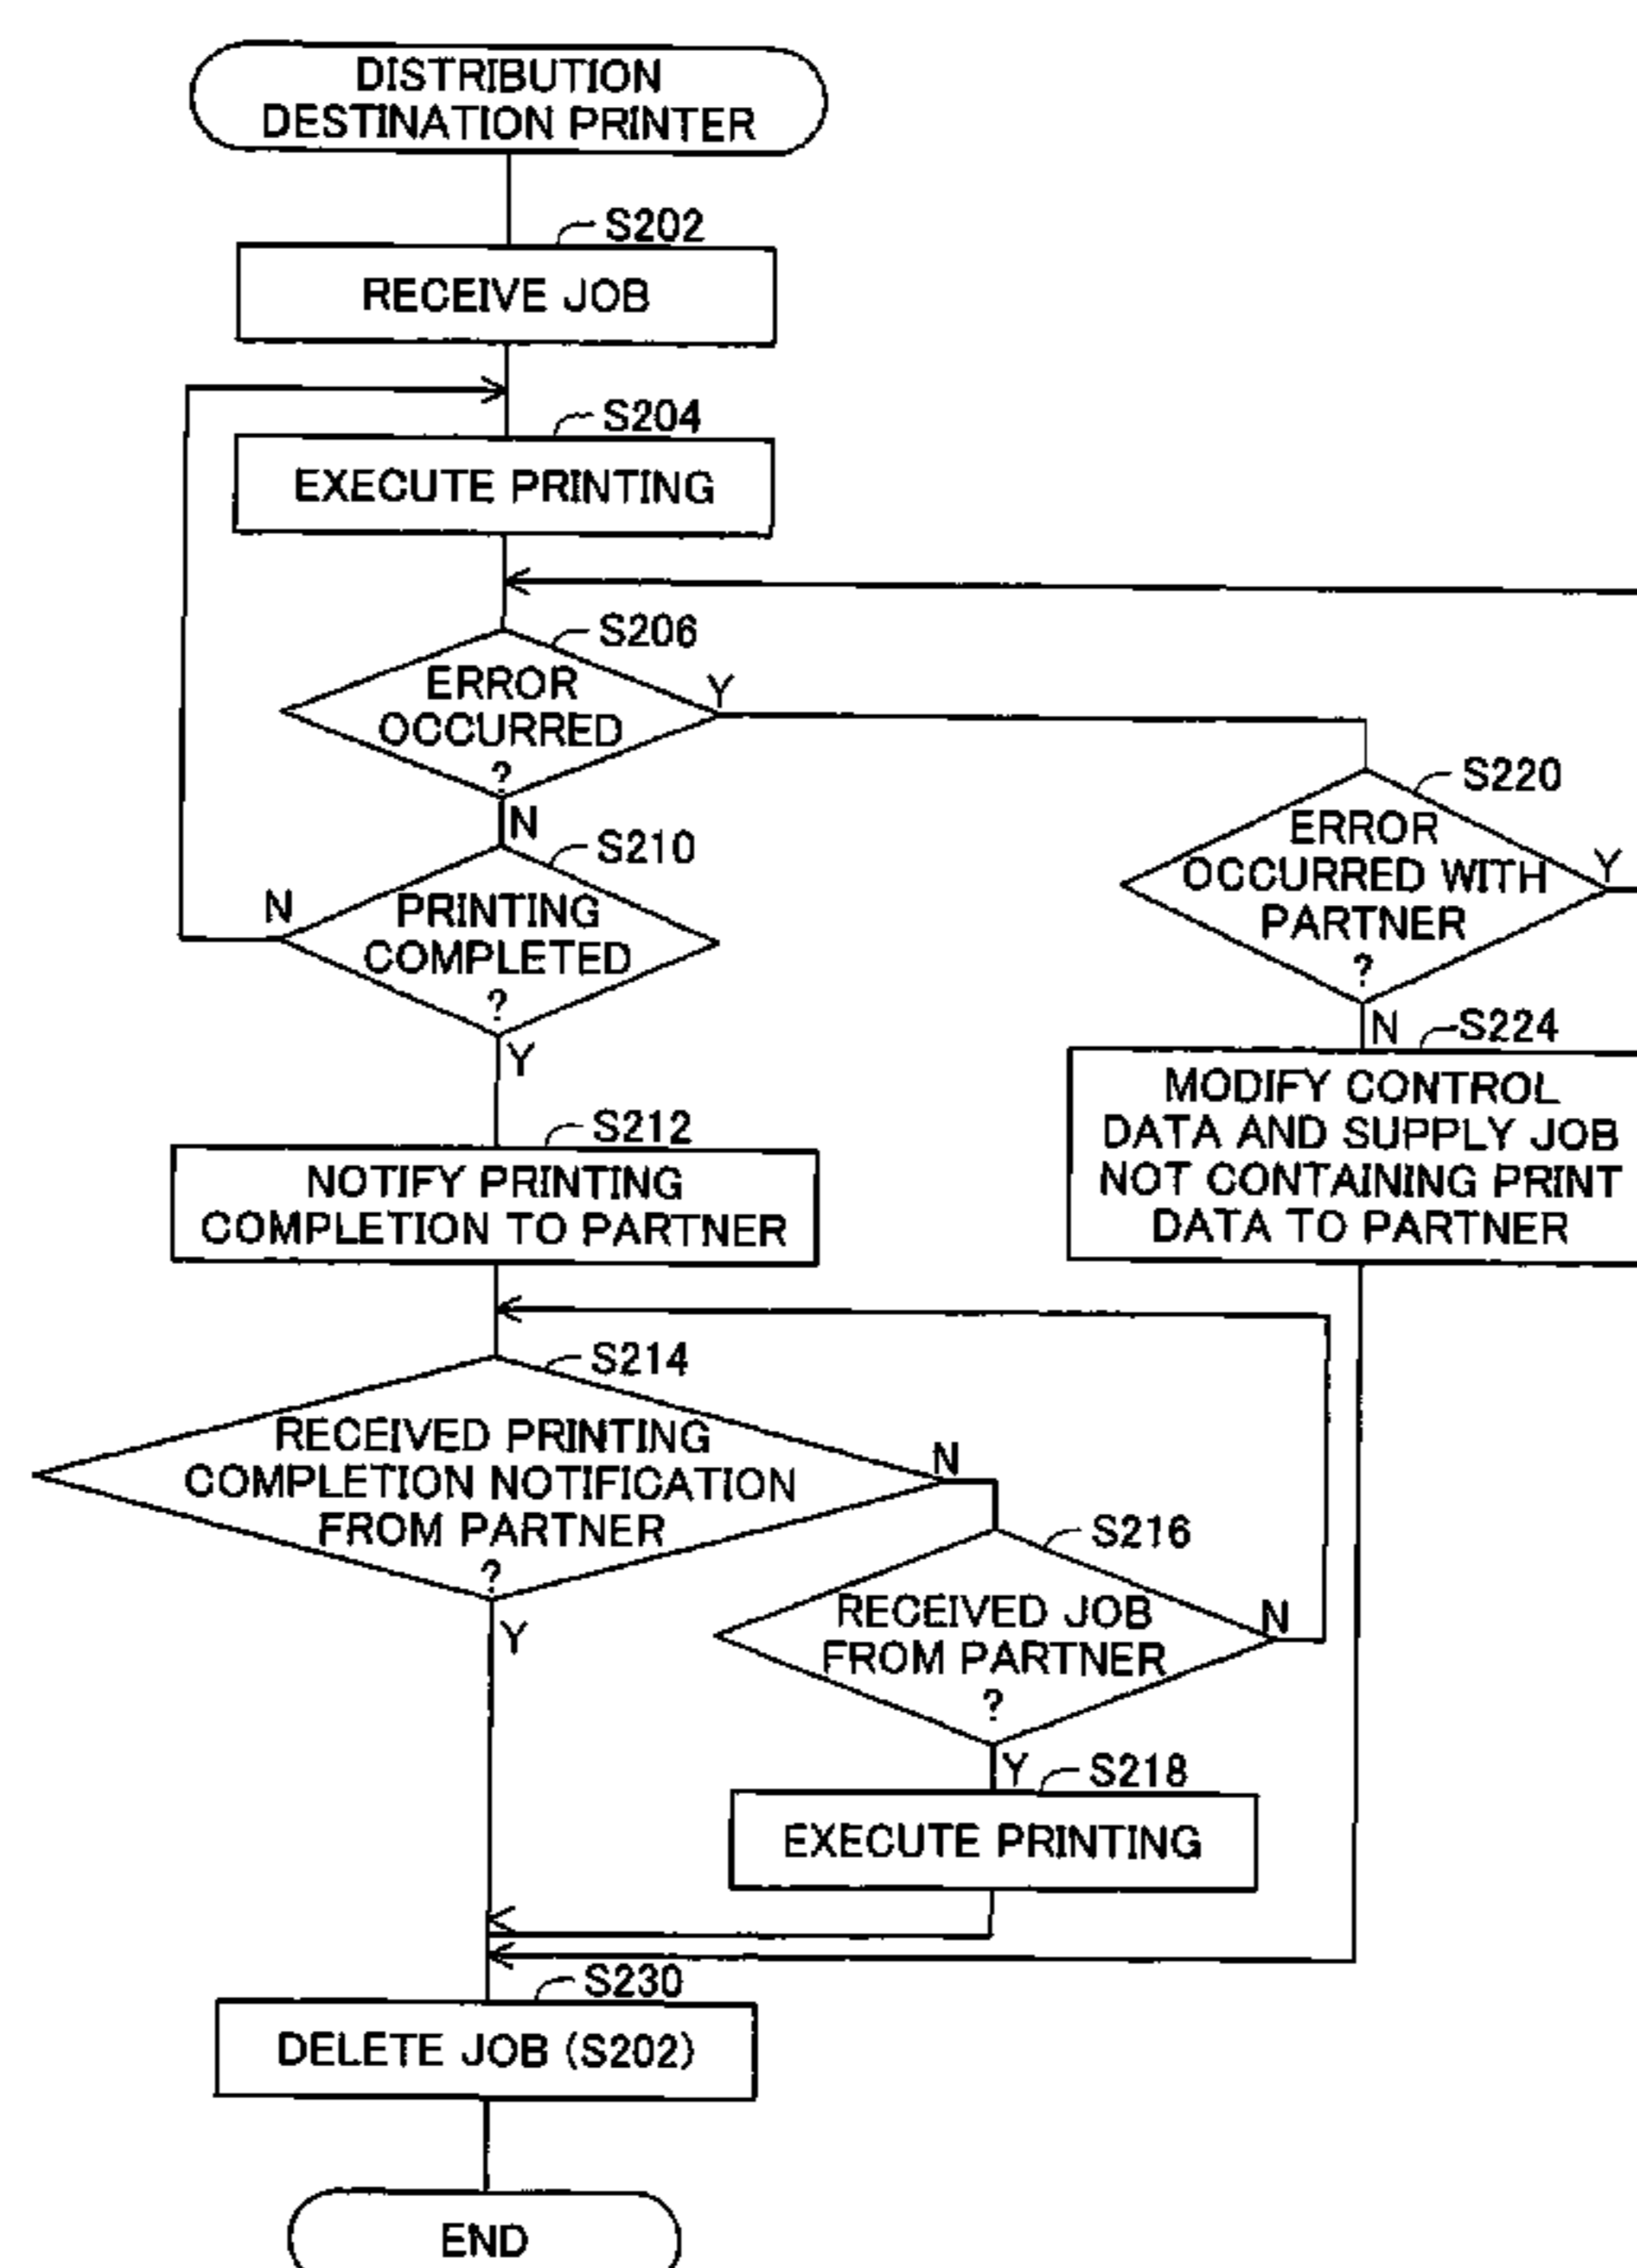 DISTRIBUTION
DESTINATION PRINTER
S202
RECEIVE JOB
S204
EXECUTE PRINTING
S206
ERROR
OCCURRED
?
Y
N
S220
ERROR
OCCURRED WITH
PARTNER
?
Y
N
S210
PRINTING
COMPLETED
?
N
Y
S224
MODIFY CONTROL
DATA AND SUPPLY JOB
NOT CONTAINING PRINT
DATA TO PARTNER
S212
NOTIFY PRINTING
COMPLETION TO PARTNER
S214
RECEIVED PRINTING
COMPLETION NOTIFICATION
FROM PARTNER
?
N
Y
S216
RECEIVED JOB
FROM PARTNER
?
N
Y
S218
EXECUTE PRINTING
S230
DELETE JOB (S202)
END